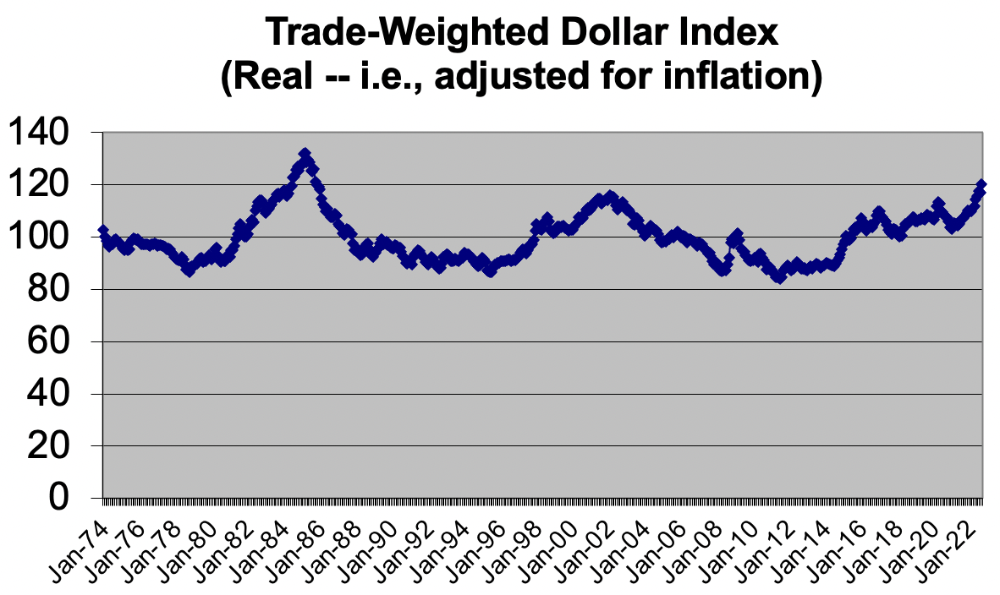 Trade-Weighted Dollar Index
(Real -- i.e., adjusted for inflation)
140
120
100
80
60
40
20
0
Jan-74
Jan-76
Jan-78
Jan-80
Jan-82
Jan-84
Jan-86
Jan-88
Jan-90
Jan-92
Jan-94
Jan-96
Jan-98
Jan-00
Jan-02
Jan-04
Jan-06
Jan-08
Jan-10
Jan-12
Jan-14
Jan-16
Jan-18
Jan-20
Jan-22